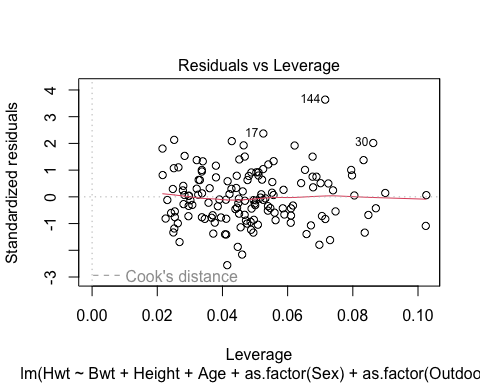 Residuals vs Leverage
Standardized residuals
4
3
2
1
0
-1
-3
144
17
30
Cook's distance
0.00 0.02 0.04 0.06 0.08 0.10
Leverage
lm(Hwt ~ Bwt + Height + Age + as.factor(Sex) + as.factor(Outdoo